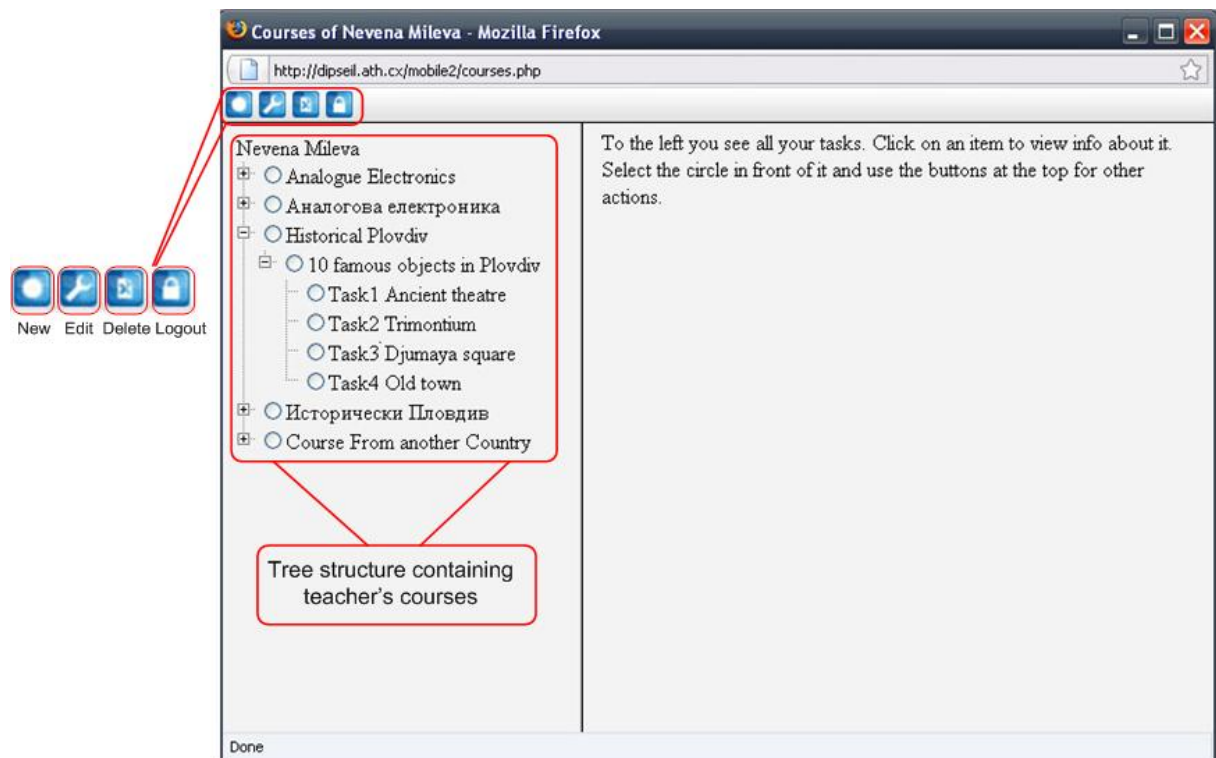 Courses of Nevena Mileva - Mozilla Firefox
http://dipseil.ath.cx/mobile2/courses.php
New Edit Delete Logout
Nevena Mileva
Analogue Electronics
Аналогова електроника
Historical Plovdiv
10 famous objects in Plovdiv
Task1 Ancient theatre
Task2 Trimontium
Task3 Djumaya square
Task4 Old town
Исторически Пловдив
Course From another Country
To the left you see all your tasks. Click on an item to view info about it.
Select the circle in front of it and use the buttons at the top for other
actions.
Tree structure containing
teacher's courses
Done